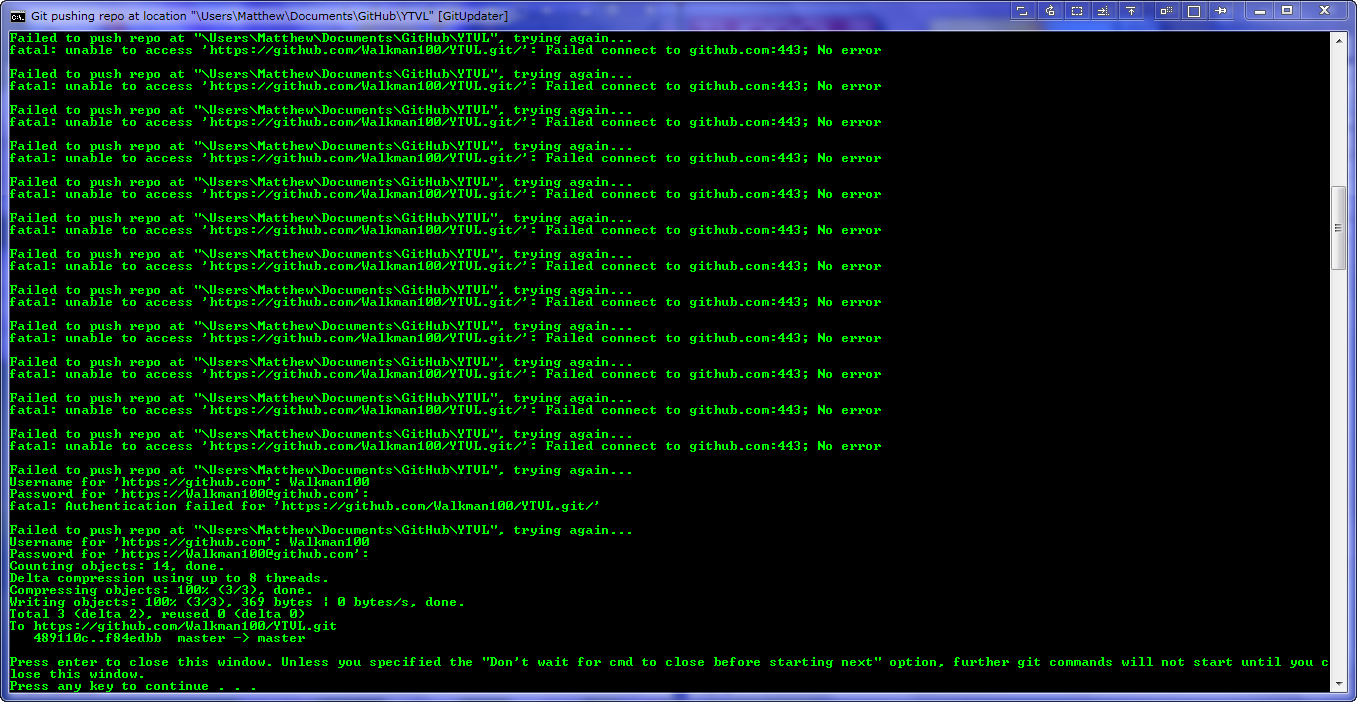 Git pushing repo at location "\Users\Matthew\Documents\GitHub\YTVL" [GitUpdater]
Failed to push repo at "\Users\Matthew\Documents\GitHub\YTVL", trying again...
fatal: unable to access 'https://github.com/Walkman100/YTVL.git/': Failed connect to github.com:443; No error
Failed to push repo at "\Users\Matthew\Documents\GitHub\YTVL", trying again...
fatal: unable to access 'https://github.com/Walkman100/YTVL.git/': Failed connect to github.com:443; No error
Failed to push repo at "\Users\Matthew\Documents\GitHub\YTVL", trying again...
fatal: unable to access 'https://github.com/Walkman100/YTVL.git/': Failed connect to github.com:443; No error
Failed to push repo at "\Users\Matthew\Documents\GitHub\YTVL", trying again...
fatal: unable to access 'https://github.com/Walkman100/YTVL.git/': Failed connect to github.com:443; No error
Failed to push repo at "\Users\Matthew\Documents\GitHub\YTVL", trying again...
fatal: unable to access 'https://github.com/Walkman100/YTVL.git/': Failed connect to github.com:443; No error
Failed to push repo at "\Users\Matthew\Documents\GitHub\YTVL", trying again...
fatal: unable to access 'https://github.com/Walkman100/YTVL.git/': Failed connect to github.com:443; No error
Failed to push repo at "\Users\Matthew\Documents\GitHub\YTVL", trying again...
fatal: unable to access 'https://github.com/Walkman100/YTVL.git/': Failed connect to github.com:443; No error
Failed to push repo at "\Users\Matthew\Documents\GitHub\YTVL", trying again...
fatal: unable to access 'https://github.com/Walkman100/YTVL.git/': Failed connect to github.com:443; No error
Failed to push repo at "\Users\Matthew\Documents\GitHub\YTVL", trying again...
fatal: unable to access 'https://github.com/Walkman100/YTVL.git/': Failed connect to github.com:443; No error
Failed to push repo at "\Users\Matthew\Documents\GitHub\YTVL", trying again...
fatal: unable to access 'https://github.com/Walkman100/YTVL.git/': Failed connect to github.com:443; No error
Failed to push repo at "\Users\Matthew\Documents\GitHub\YTVL", trying again...
fatal: unable to access 'https://github.com/Walkman100/YTVL.git/': Failed connect to github.com:443; No error
Failed to push repo at "\Users\Matthew\Documents\GitHub\YTVL", trying again...
fatal: unable to access 'https://github.com/Walkman100/YTVL.git/': Failed connect to github.com:443; No error
Failed to push repo at "\Users\Matthew\Documents\GitHub\YTVL", trying again...
Username for 'https://github.com': Walkman100
Password for 'https://Walkman100@github.com':
fatal: Authentication failed for 'https://github.com/Walkman100/YTVL.git/'
Failed to push repo at "\Users\Matthew\Documents\GitHub\YTVL", trying again...
Username for 'https://github.com': Walkman100
Password for 'https://Walkman100@github.com':
Counting objects: 14, done.
Delta compression using up to 8 threads.
Compressing objects: 100% (3/3), done.
Writing objects: 100% (3/3), 369 bytes | 0 bytes/s, done.
Total 3 (delta 2), reused 0 (delta 0)
To https://github.com/Walkman100/YTVL.git
489110c..f84edbb  master -> master
Press enter to close this window. Unless you specified the "Don't wait for cmd to close before starting next" option, further git commands will not start until you c
lose this window.
Press any key to continue . . .